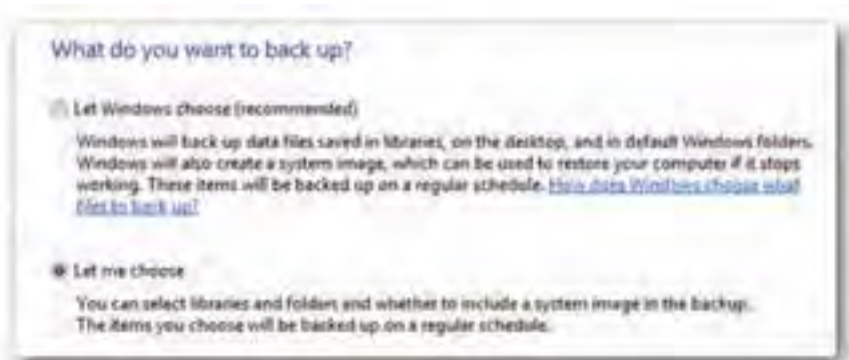 What do you want to back up?
Let Windows choose (recommended)
Windows will back up data files saved in libraries, on the desktop, and in default Windows folders.
Windows will also create a system image, which can be used to restore your computer if it stops
working. These items will be backed up on a regular schedule. How does Windows choose what
files to back up?
Let me choose
You can select libraries and folders and whether to include a system image in the backup.
The items you choose will be backed up on a regular schedule.